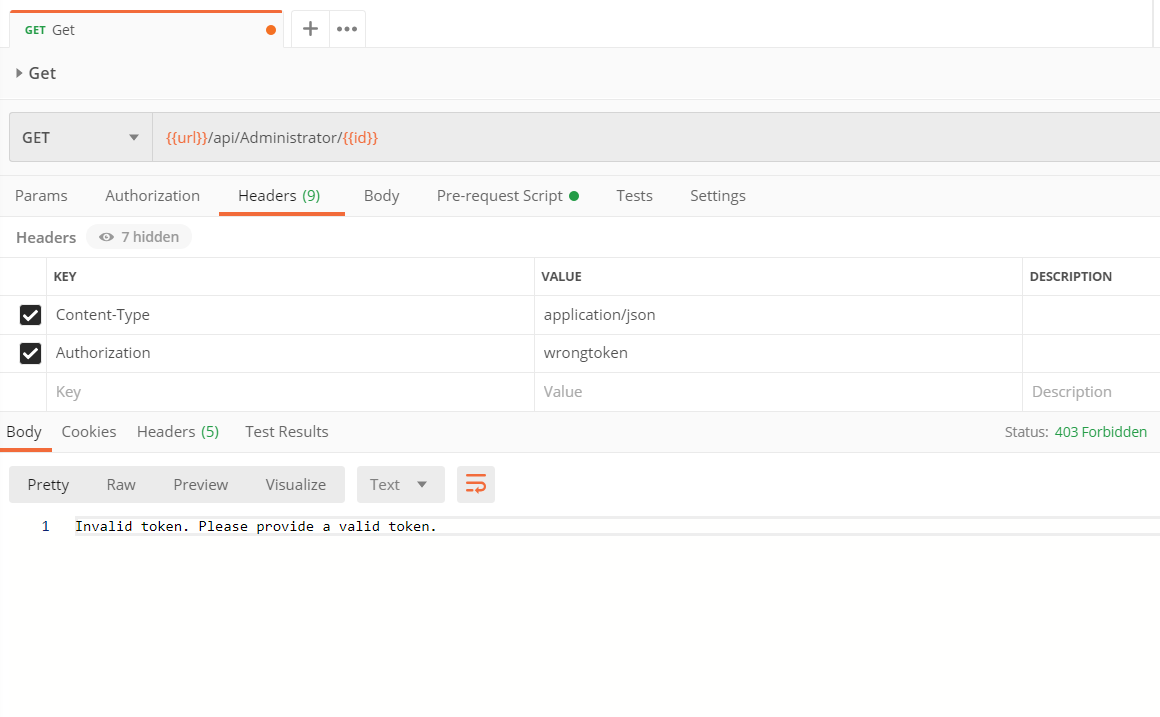 GET Get
Get
GET {{url}}/api/Administrator/{{id}}
Params Authorization Headers (9) Body Pre-request Script Tests Settings
Headers 7 hidden
KEY VALUE DESCRIPTION
Content-Type application/json
Authorization wrongtoken
Key Value Description
Body Cookies Headers (5) Test Results Status: 403 Forbidden
Pretty Raw Preview Visualize Text
1 Invalid token. Please provide a valid token.